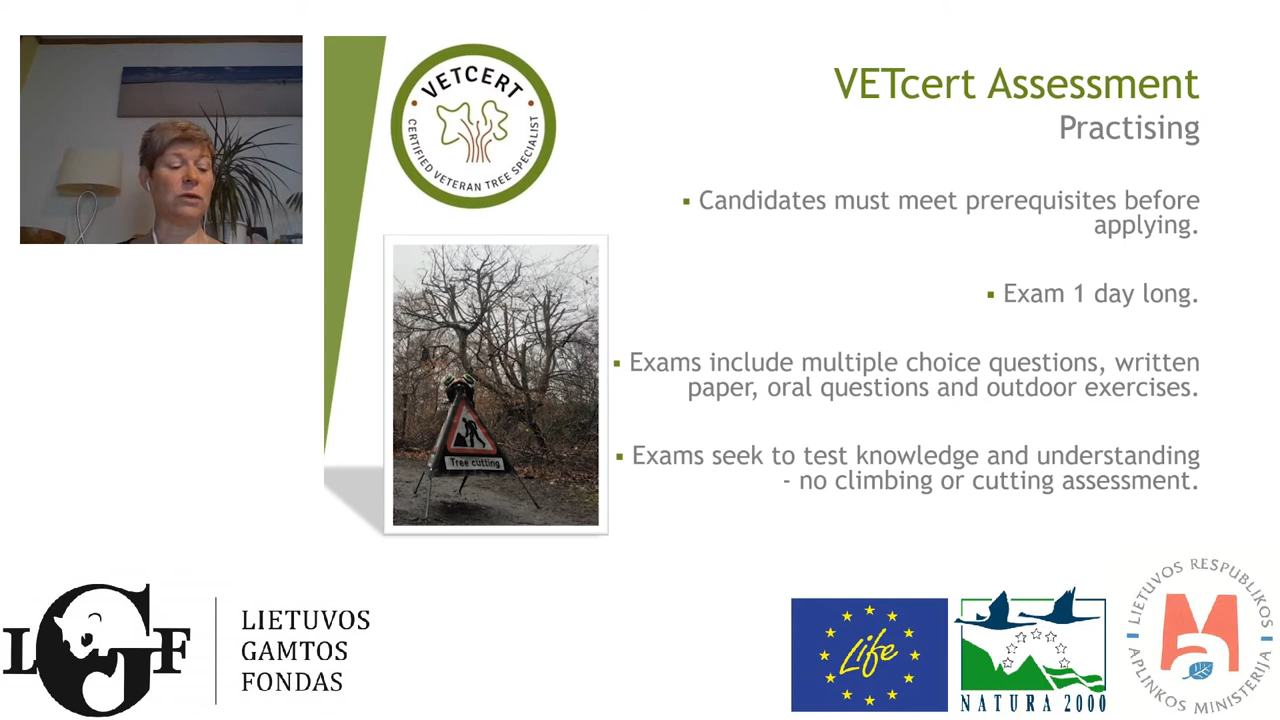 VETCERT
CERTIFIED VETERAN TREE SPECIALIST
VETcert Assessment
Practising
▪ Candidates must meet prerequisites before
applying.
▪ Exam 1 day long.
▪ Exams include multiple choice questions, written
paper, oral questions and outdoor exercises.
▪ Exams seek to test knowledge and understanding
- no climbing or cutting assessment.
Tree cutting
LGF
LIETUVOS
GAMTOS
FONDAS
Life
NATURA 2000
LIETUVOS RESPUBLIKOS
APLINKOS MINISTERIJA
Ma